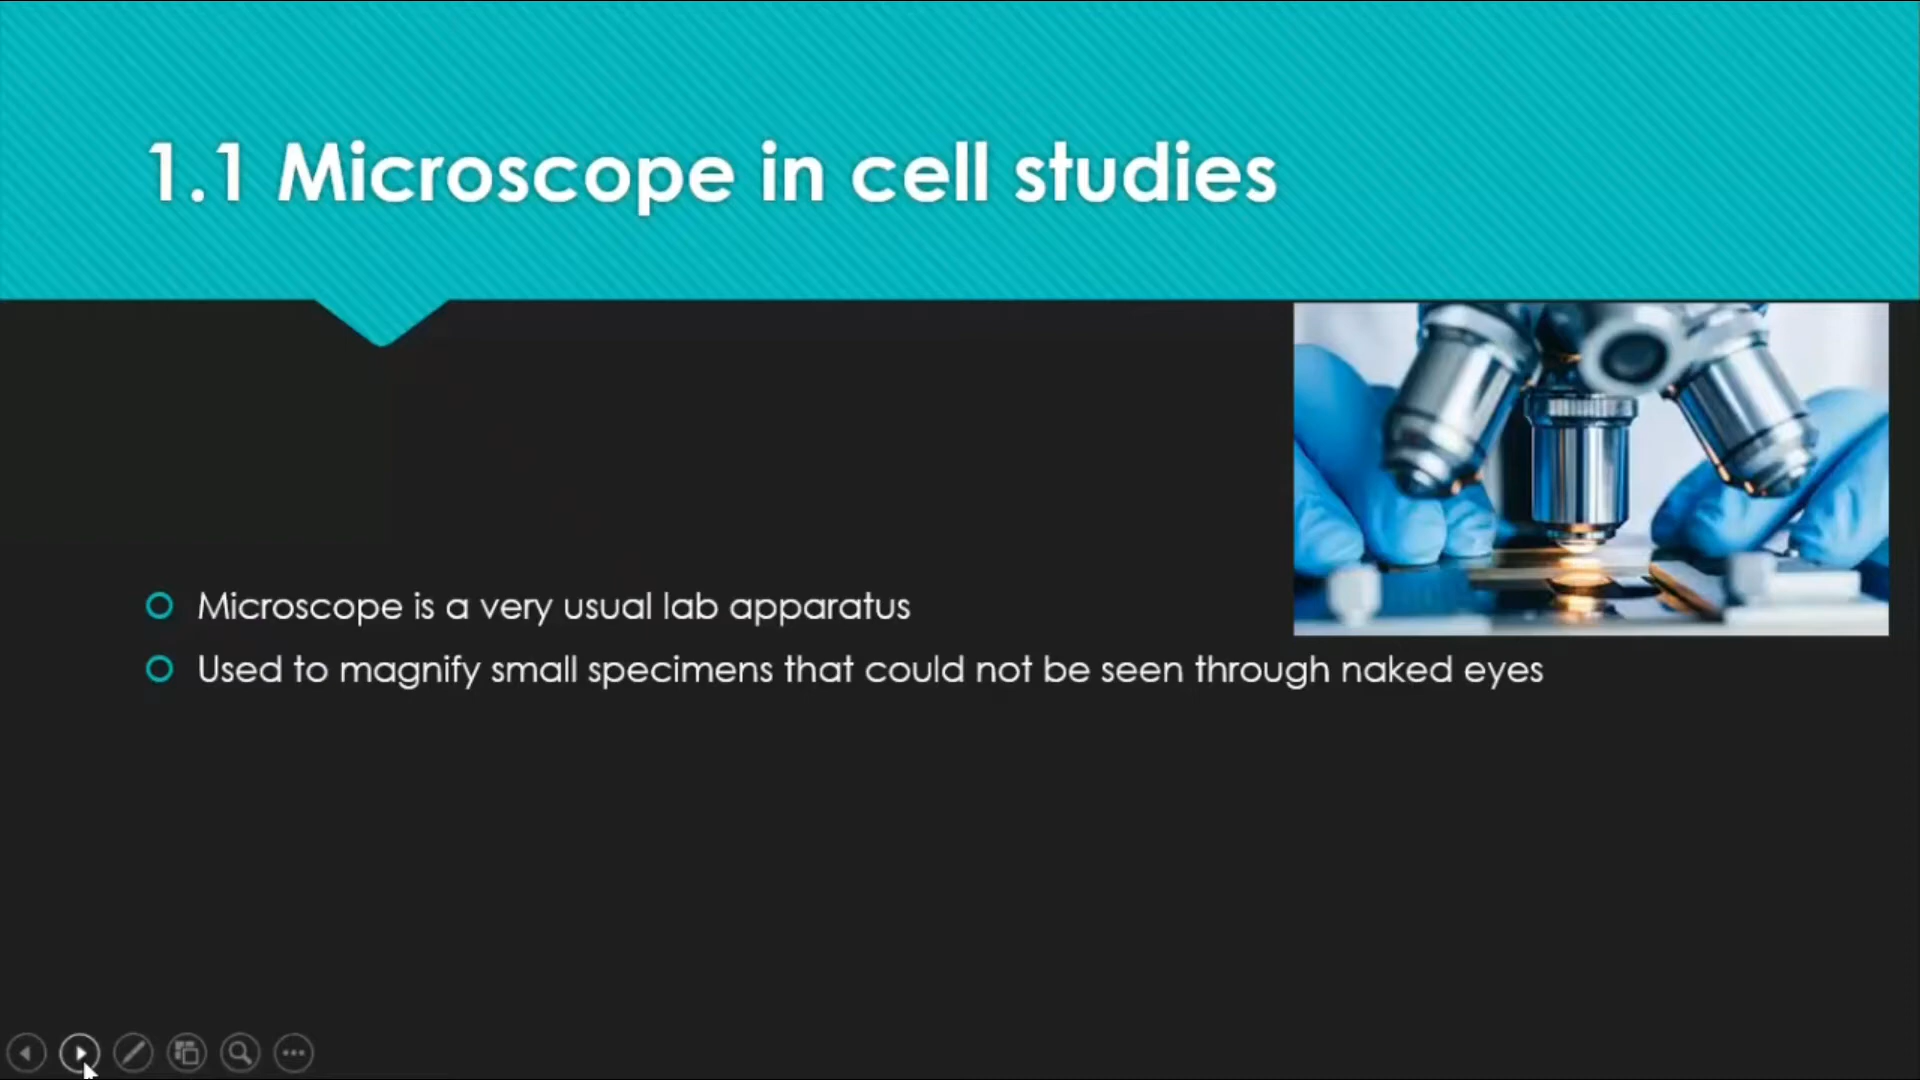 1.1 Microscope in cell studies
Microscope is a very usual lab apparatus
Used to magnify small specimens that could not be seen through naked eyes